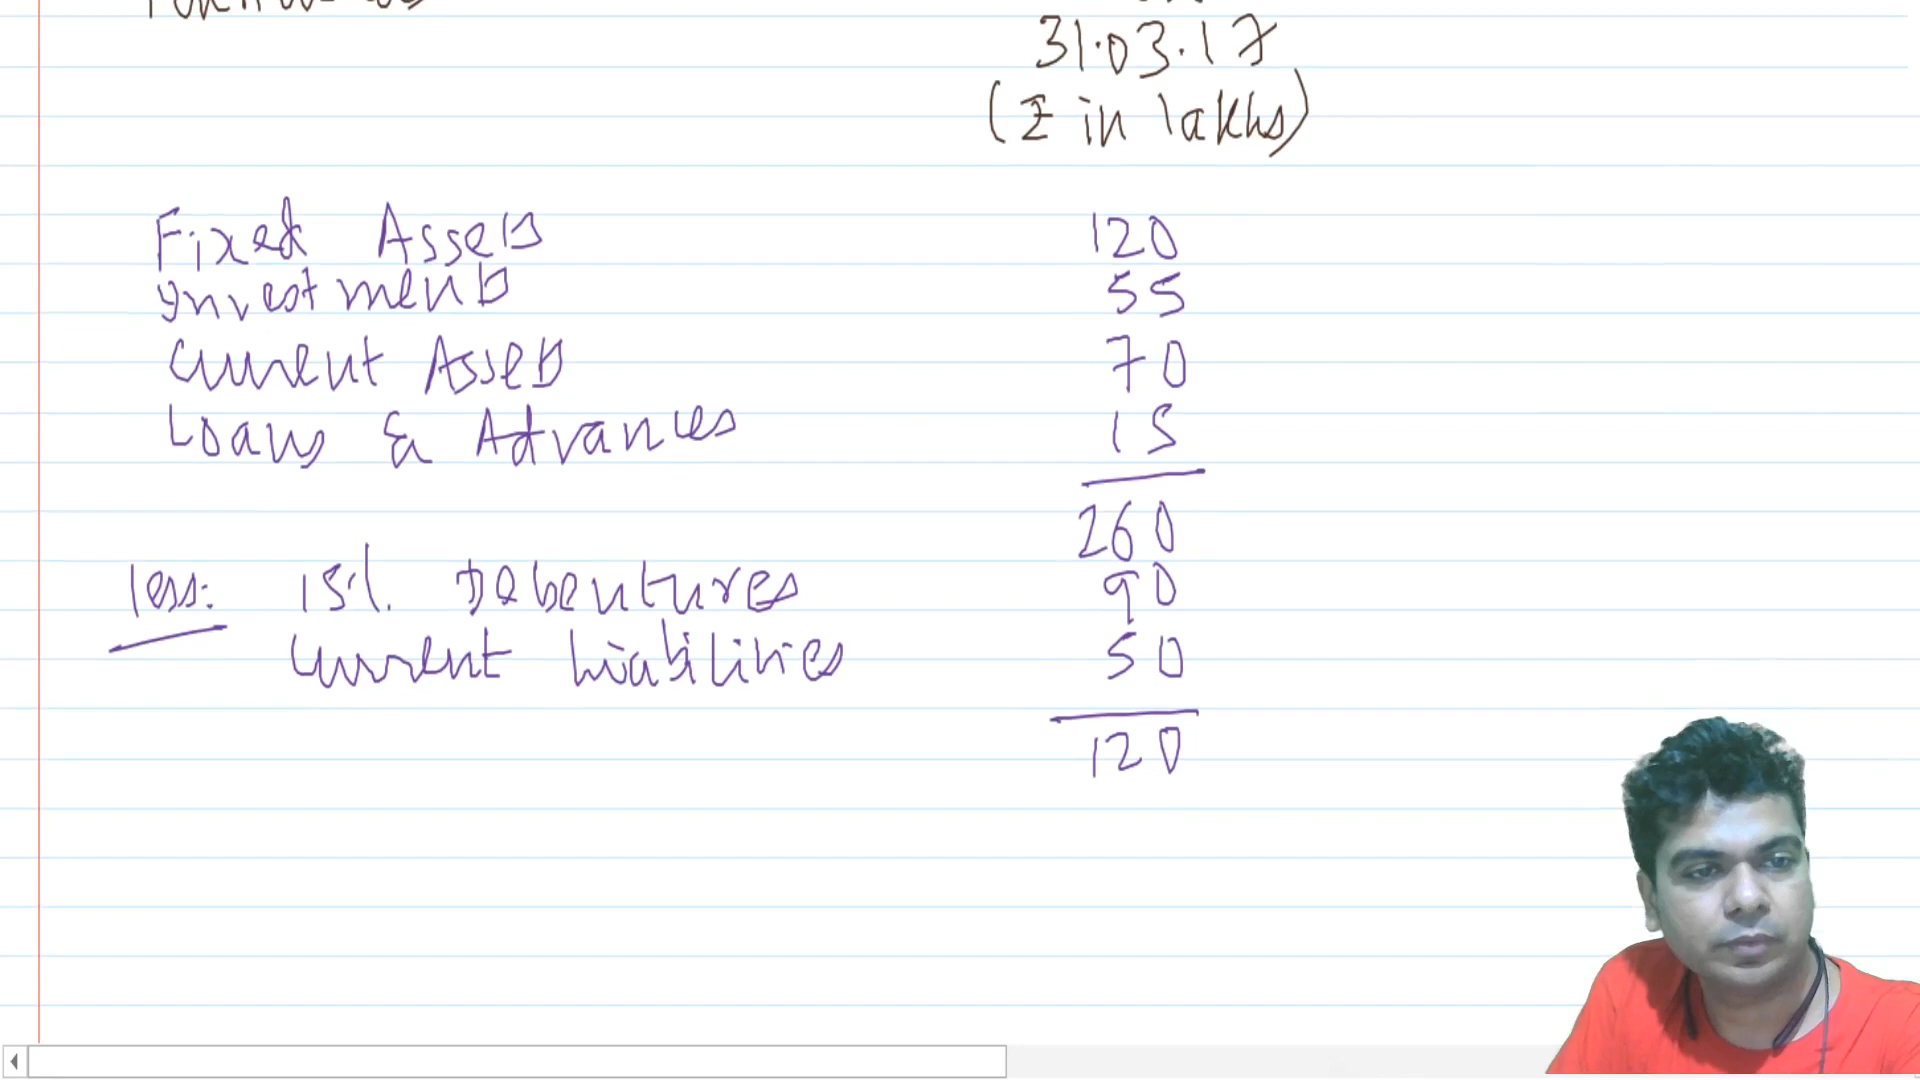 31.03.17
(₹ in lakhs)
Fixed Assets 120
Investments 55
Current Assets 70
Loans & Advances 15
260
less: 15%. Debentures 90
Current Liabilities 50
120